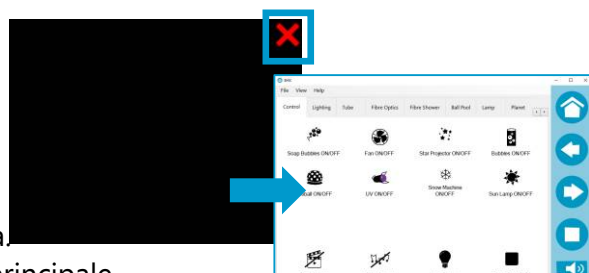 File View Help
Control Lighting Tube Fibre Optics Fibre Shower Ball Pool Lamp Planet
Soap Bubbles ON/OFF Fan ON/OFF Star Projector ON/OFF Bubbles ON/OFF
ball ON/OFF UV ON/OFF Snow Machine ON/OFF Sun Lamp ON/OFF
a.
principale